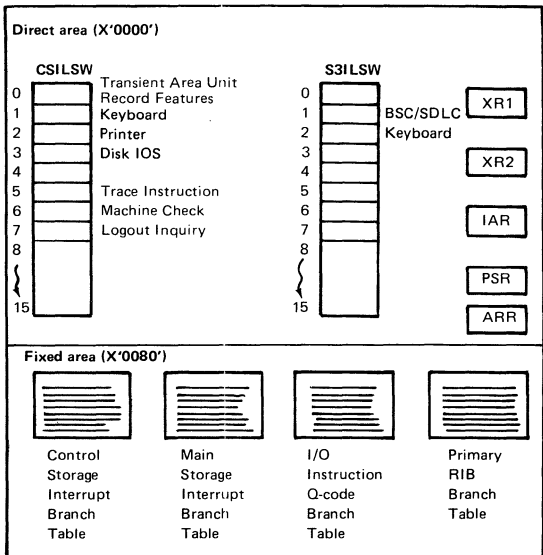 Direct area (X'0000')
CSILSW
0 Transient Area Unit
Record Features
1 Keyboard
2 Printer
3 Disk IOS
4
5 Trace Instruction
6 Machine Check
7 Logout Inquiry
8
15
S3ILSW
0
1 BSC/SDLC
2 Keyboard
3
4
5
6
7
8
15
XR1
XR2
IAR
PSR
ARR
Fixed area (X'0080')
Control
Storage
Interrupt
Branch
Table
Main
Storage
Interrupt
Branch
Table
I/O
Instruction
Q-code
Branch
Table
Primary
RIB
Branch
Table